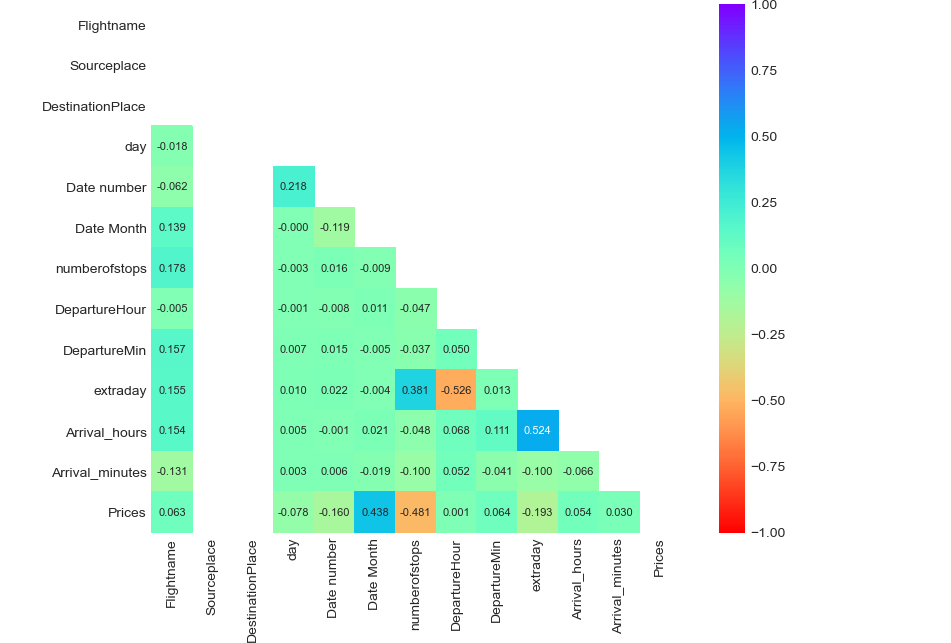 1.00
Flightname
Sourceplace
0.75
DestinationPlace
day -0.018
0.50
Date number -0.062 0.218
0.25
Date Month 0.139 -0.000 -0.119
numberofstops 0.178 -0.003 0.016 -0.009
0.00
DepartureHour -0.005 -0.001 -0.008 0.011 -0.047
−0.25
DepartureMin 0.157 0.007 0.015 -0.005 -0.037 0.050
extraday 0.155 0.010 0.022 -0.004 0.381 -0.526 0.013
−0.50
Arrival_hours 0.154 0.005 -0.001 0.021 -0.048 0.068 0.111 0.524
−0.75
Arrival_minutes -0.131 0.003 0.006 -0.019 -0.100 0.052 -0.041 -0.100 -0.066
Prices 0.063 -0.078 -0.160 0.438 -0.481 0.001 0.064 -0.193 0.054 0.030
−1.00
Flightname
Sourceplace
DestinationPlace
day
Date number
Date Month
numberofstops
DepartureHour
DepartureMin
extraday
Arrival_hours
Arrival_minutes
Prices